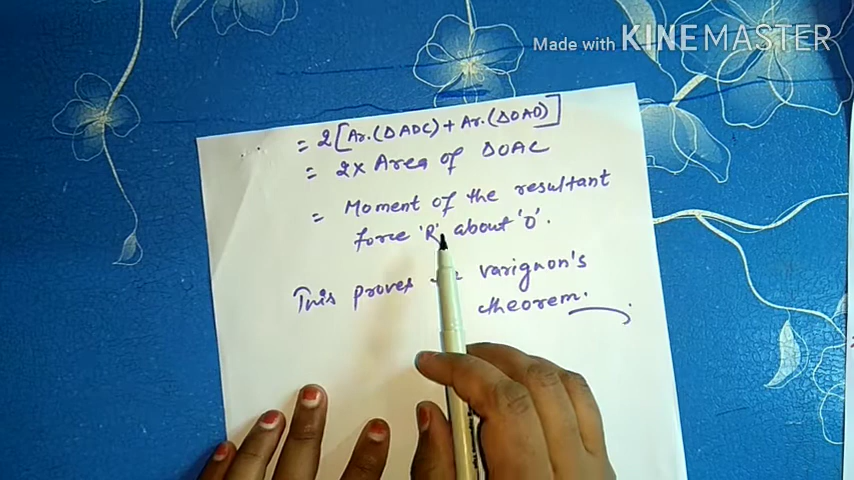 Made with KINEMASTER
= 2[Ar.(ΔADC) + Ar.(ΔOAD)]
= 2x Area of ΔOAC
= Moment of the resultant
force 'R' about 'O'.
This proves varignon's
theorem.